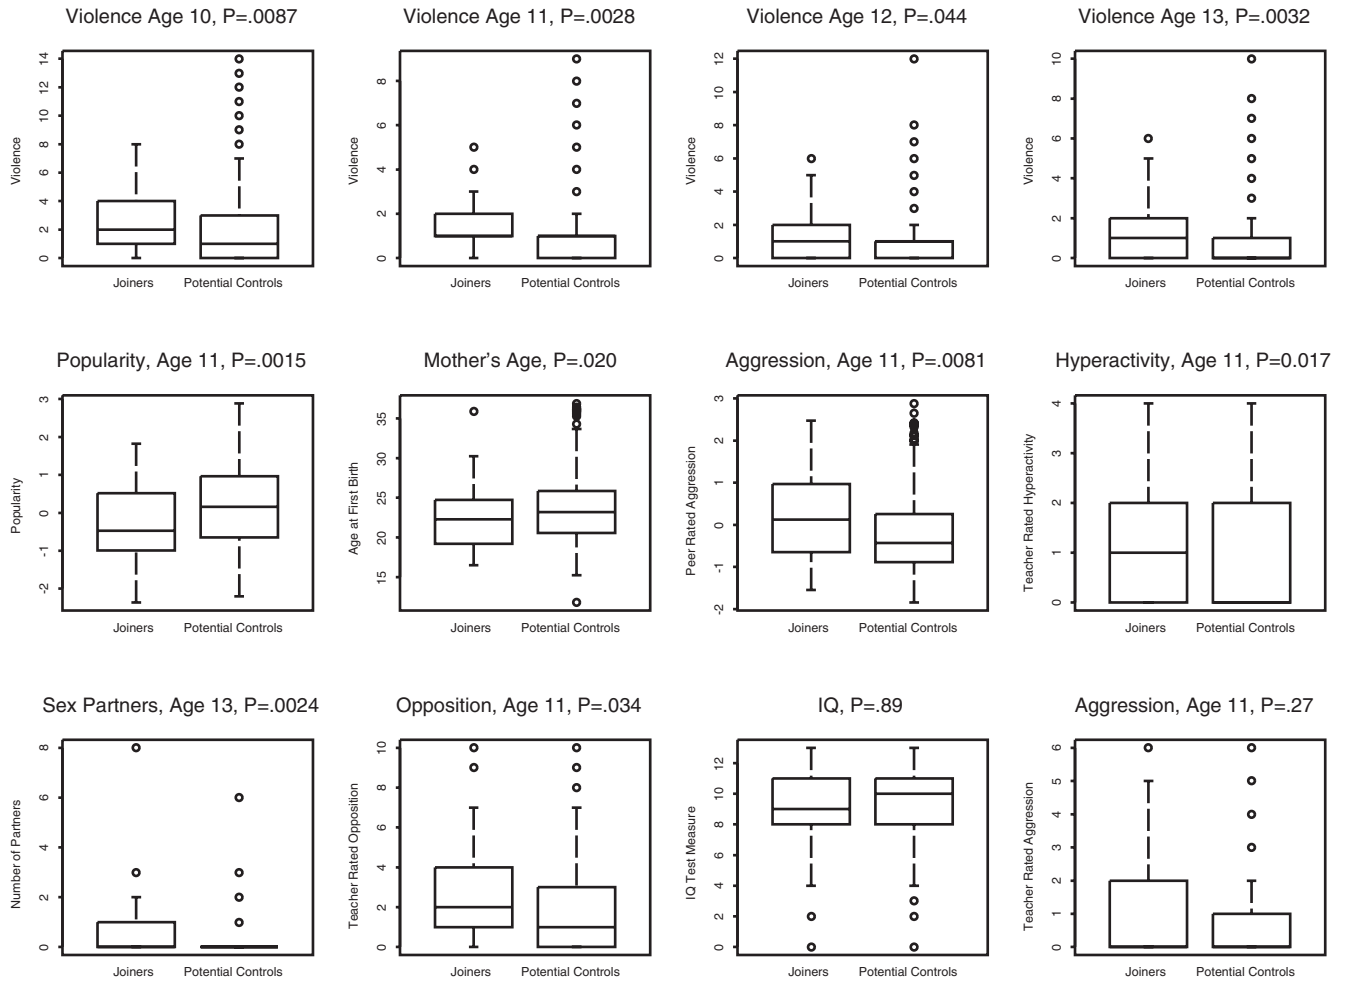 Violence Age 10, P=.0087
Violence Age 11, P=.0028
Violence Age 12, P=.044
Violence Age 13, P=.0032
Violence
0 2 4 6 8 10 12 14
Joiners Potential Controls
Violence
0 2 4 6 8
Joiners Potential Controls
Violence
0 2 4 6 8 10 12
Joiners Potential Controls
Violence
0 2 4 6 8 10
Joiners Potential Controls
Popularity, Age 11, P=.0015
Mother's Age, P=.020
Aggression, Age 11, P=.0081
Hyperactivity, Age 11, P=0.017
Popularity
-2 -1 0 1 2 3
Joiners Potential Controls
Age at First Birth
15 20 25 30 35
Joiners Potential Controls
Peer Rated Aggression
-2 -1 0 1 2 3
Joiners Potential Controls
Teacher Rated Hyperactivity
0 1 2 3 4
Joiners Potential Controls
Sex Partners, Age 13, P=.0024
Opposition, Age 11, P=.034
IQ, P=.89
Aggression, Age 11, P=.27
Number of Partners
0 2 4 6 8
Joiners Potential Controls
Teacher Rated Opposition
0 2 4 6 8 10
Joiners Potential Controls
IQ Test Measure
0 2 4 6 8 10 12
Joiners Potential Controls
Teacher Rated Aggression
0 1 2 3 4 5 6
Joiners Potential Controls